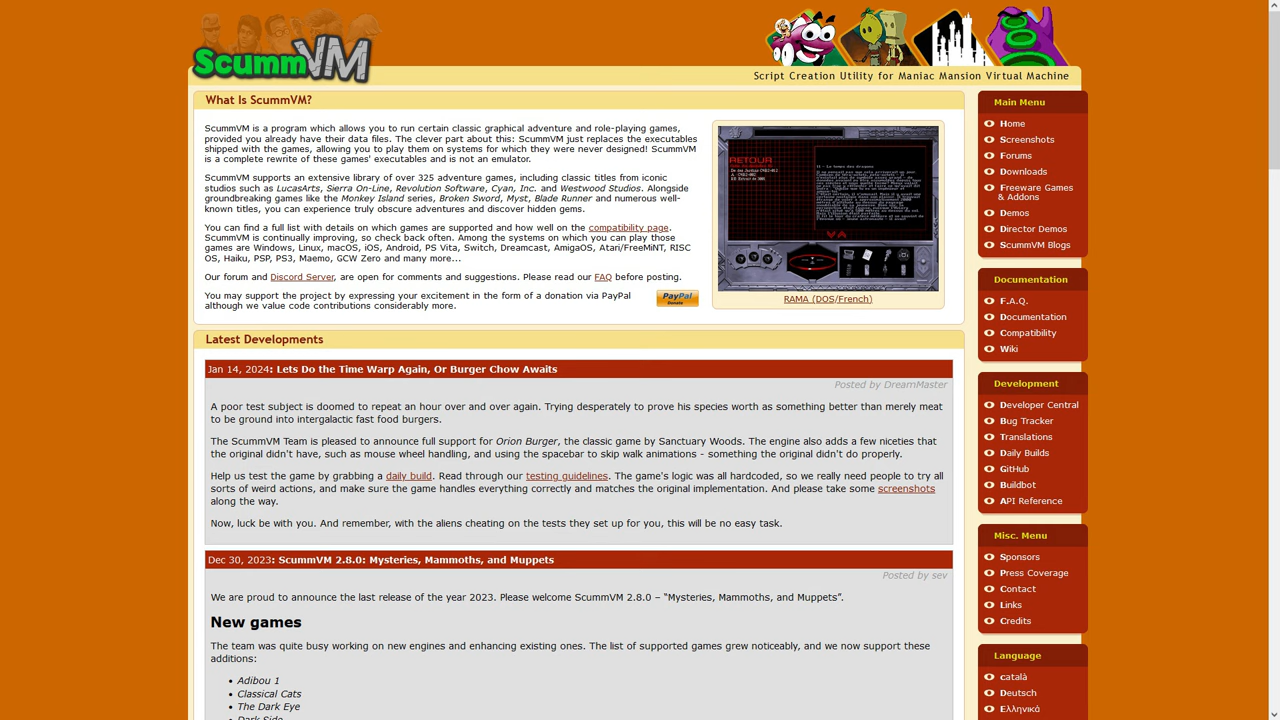 ScummVM
Script Creation Utility for Maniac Mansion Virtual Machine
What Is ScummVM?
ScummVM is a program which allows you to run certain classic graphical adventure and role-playing games,
provided you already have their data files. The clever part about this: ScummVM just replaces the executables
shipped with the games, allowing you to play them on systems for which they were never designed! ScummVM
is a complete rewrite of these games' executables and is not an emulator.
ScummVM supports an extensive library of over 325 adventure games, including classic titles from iconic
studios such as LucasArts, Sierra On-Line, Revolution Software, Cyan, Inc. and Westwood Studios. Alongside
groundbreaking games like the Monkey Island series, Broken Sword, Myst, Blade Runner and numerous well-
known titles, you can experience truly obscure adventures and discover hidden gems.
You can find a full list with details on which games are supported and how well on the compatibility page.
ScummVM is continually improving, so check back often. Among the systems on which you can play those
games are Windows, Linux, macOS, iOS, Android, PS Vita, Switch, Dreamcast, AmigaOS, Atari/FreeMiNT, RISC
OS, Haiku, PSP, PS3, Maemo, GCW Zero and many more...
Our forum and Discord Server, are open for comments and suggestions. Please read our FAQ before posting.
You may support the project by expressing your excitement in the form of a donation via PayPal
although we value code contributions considerably more.
PayPal
Donate
RETOUR
RAMA (DOS/French)
Latest Developments
Jan 14, 2024: Lets Do the Time Warp Again, Or Burger Chow Awaits
Posted by DreamMaster
A poor test subject is doomed to repeat an hour over and over again. Trying desperately to prove his species worth as something better than merely meat
to be ground into intergalactic fast food burgers.
The ScummVM Team is pleased to announce full support for Orion Burger, the classic game by Sanctuary Woods. The engine also adds a few niceties that
the original didn't have, such as mouse wheel handling, and using the spacebar to skip walk animations - something the original didn't do properly.
Help us test the game by grabbing a daily build. Read through our testing guidelines. The game's logic was all hardcoded, so we really need people to try all
sorts of weird actions, and make sure the game handles everything correctly and matches the original implementation. And please take some screenshots
along the way.
Now, luck be with you. And remember, with the aliens cheating on the tests they set up for you, this will be no easy task.
Dec 30, 2023: ScummVM 2.8.0: Mysteries, Mammoths, and Muppets
Posted by sev
We are proud to announce the last release of the year 2023. Please welcome ScummVM 2.8.0 – “Mysteries, Mammoths, and Muppets”.
New games
The team was quite busy working on new engines and enhancing existing ones. The list of supported games grew noticeably, and we now support these
additions:
• Adibou 1
• Classical Cats
• The Dark Eye
• Dark Side
Main Menu
Home
Screenshots
Forums
Downloads
Freeware Games
& Addons
Demos
Director Demos
ScummVM Blogs
Documentation
F.A.Q.
Documentation
Compatibility
Wiki
Development
Developer Central
Bug Tracker
Translations
Daily Builds
GitHub
Buildbot
API Reference
Misc. Menu
Sponsors
Press Coverage
Contact
Links
Credits
Language
català
Deutsch
Ελληνικά